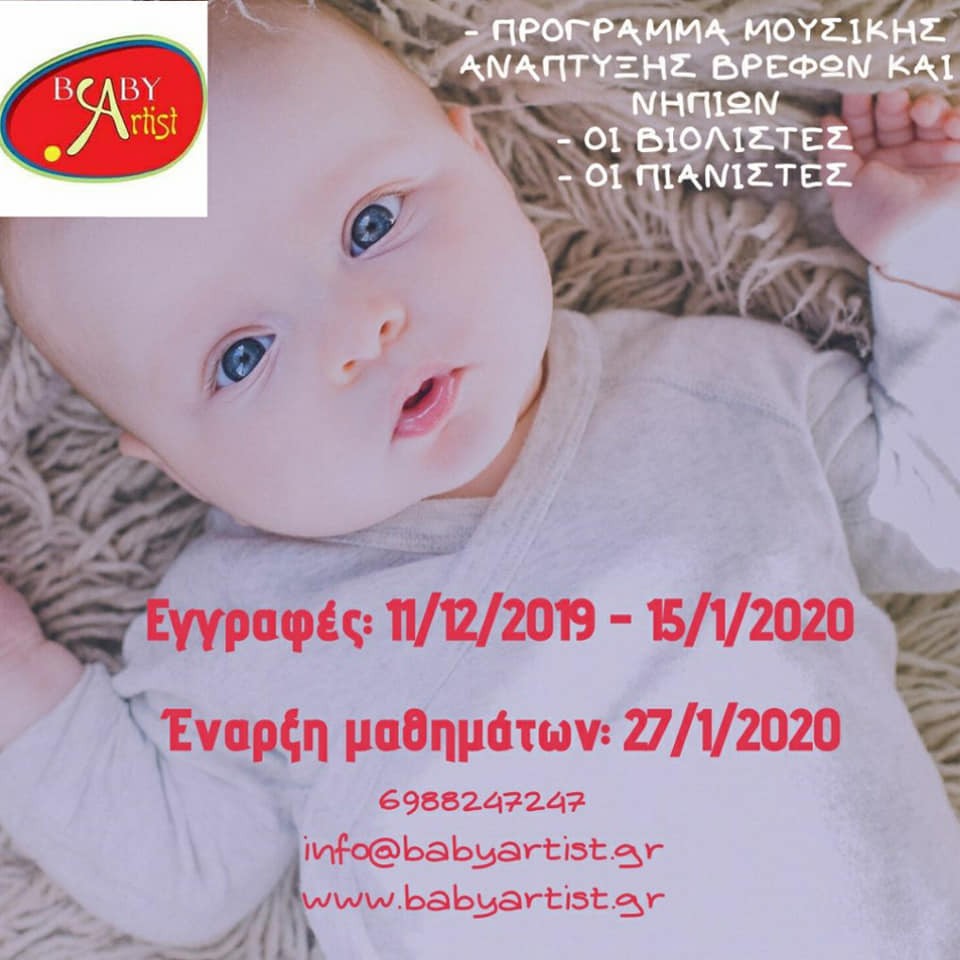 BABY
Artist
- ΠΡΟΓΡΑΜΜΑ ΜΟΥΣΙΚΗΣ
ΑΝΑΠΤΥΞΗΣ ΒΡΕΦΩΝ ΚΑΙ
ΝΗΠΙΩΝ
- ΟΙ ΒΙΟΛΙΣΤΕΣ
- ΟΙ ΠΙΑΝΙΣΤΕΣ
Εγγραφές: 11/12/2019 - 15/1/2020
Έναρξη μαθημάτων: 27/1/2020
6988247247
info@babyartist.gr
www.babyartist.gr